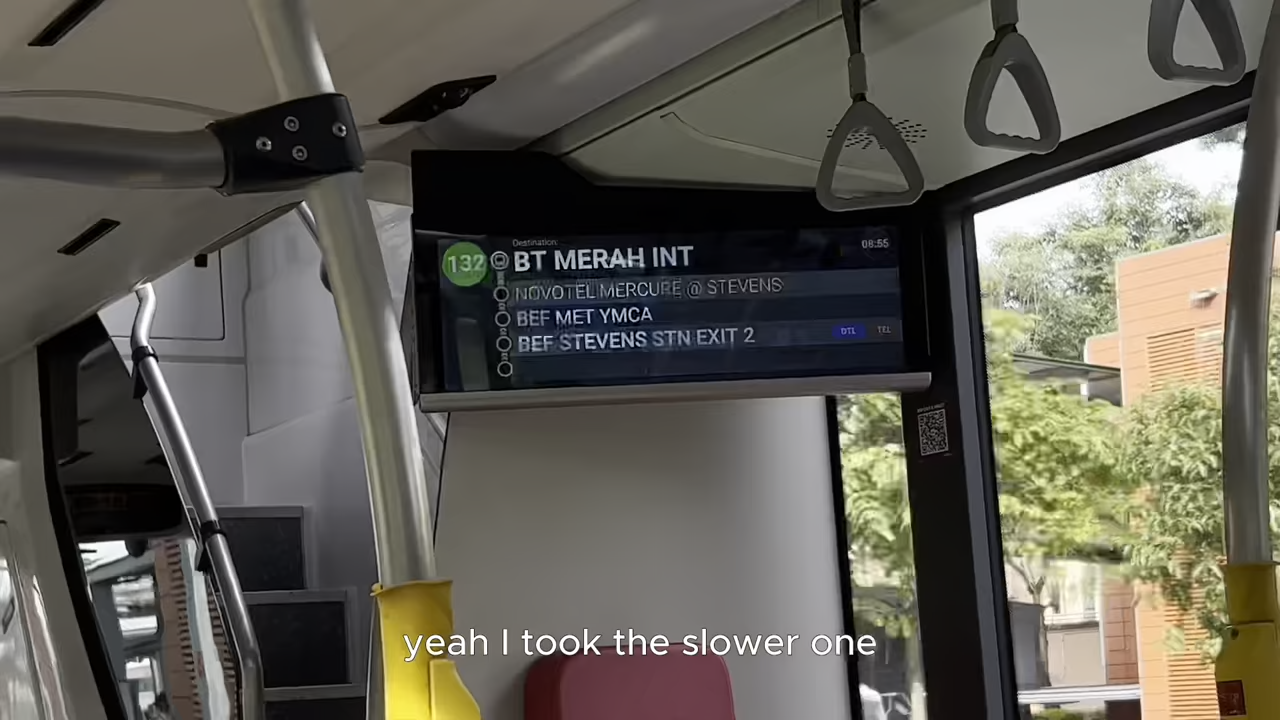 Destination:
132 BT MERAH INT 08:55
NOVOTEL MERCURE @ STEVENS
BEF MET YMCA
BEF STEVENS STN EXIT 2 DTL TEL
yeah I took the slower one